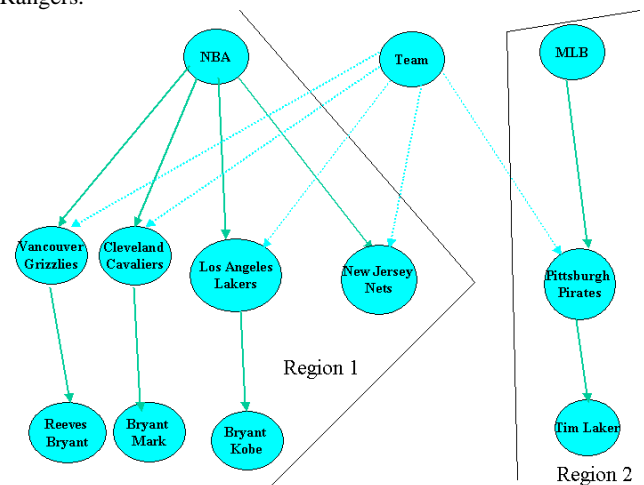 Rangers.
NBA
Team
MLB
Vancouver
Grizzlies
Cleveland
Cavaliers
Los Angeles
Lakers
New Jersey
Nets
Pittsburgh
Pirates
Region 1
Reeves
Bryant
Bryant
Mark
Bryant
Kobe
Tim Laker
Region 2